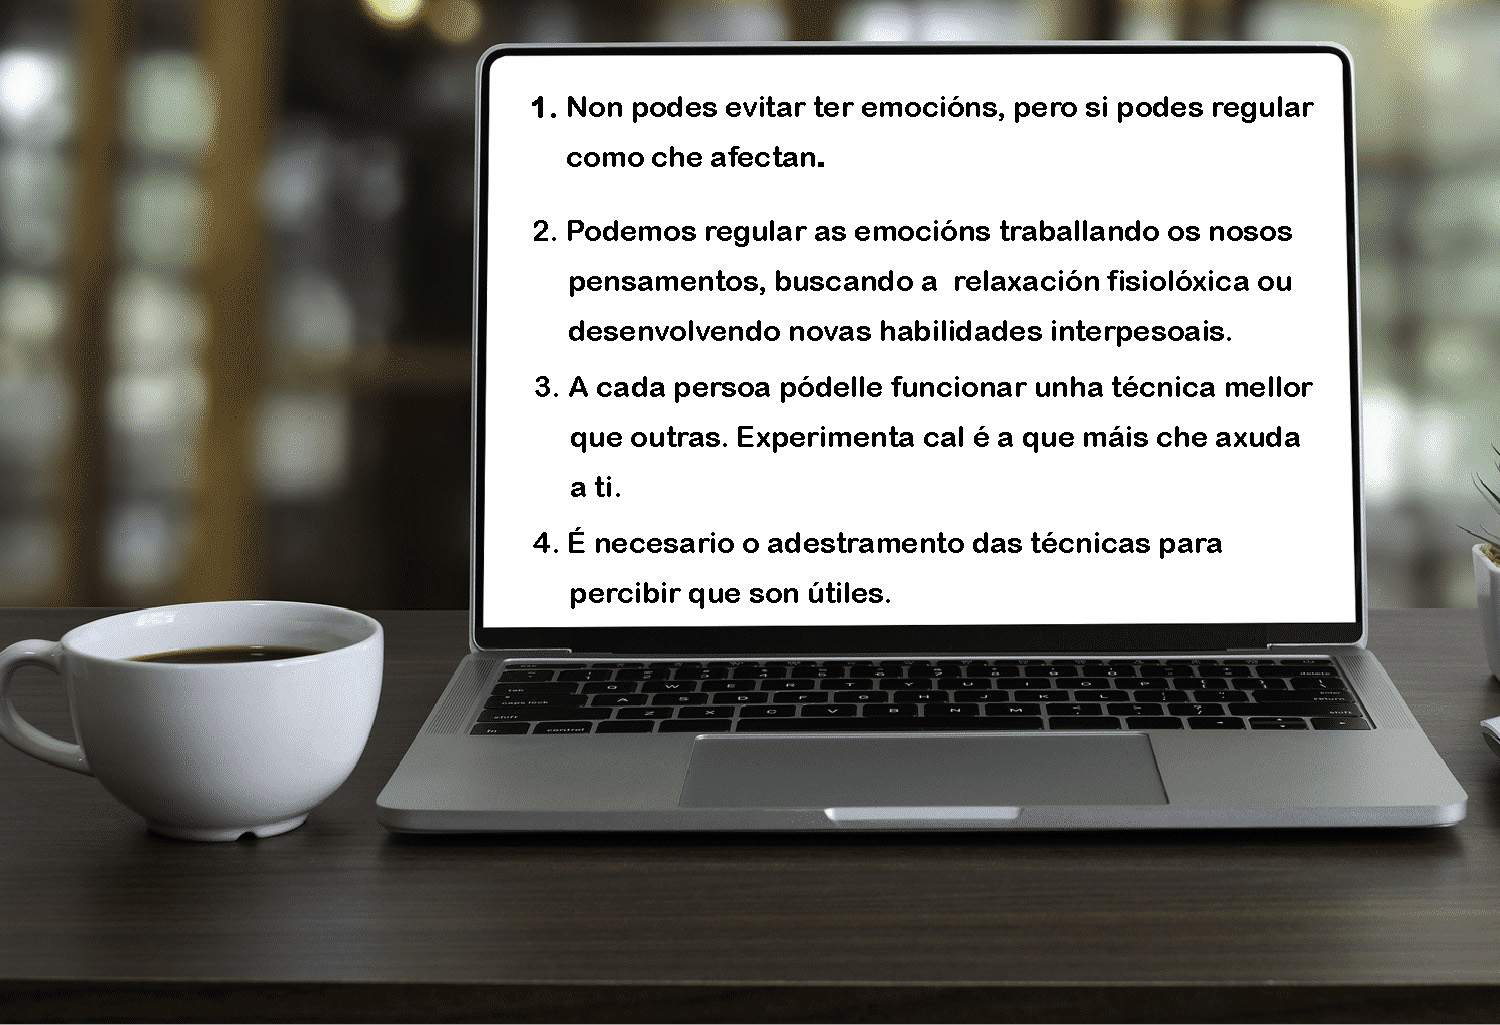 1. Non podes evitar ter emocións, pero si podes regular
como che afectan.
2. Podemos regular as emocións traballando os nosos
pensamentos, buscando a relaxación fisiolóxica ou
desenvolvendo novas habilidades interpesoais.
3. A cada persoa pódelle funcionar unha técnica mellor
que outras. Experimenta cal é a que máis che axuda
a ti.
4. É necesario o adestramento das técnicas para
percibir que son útiles.